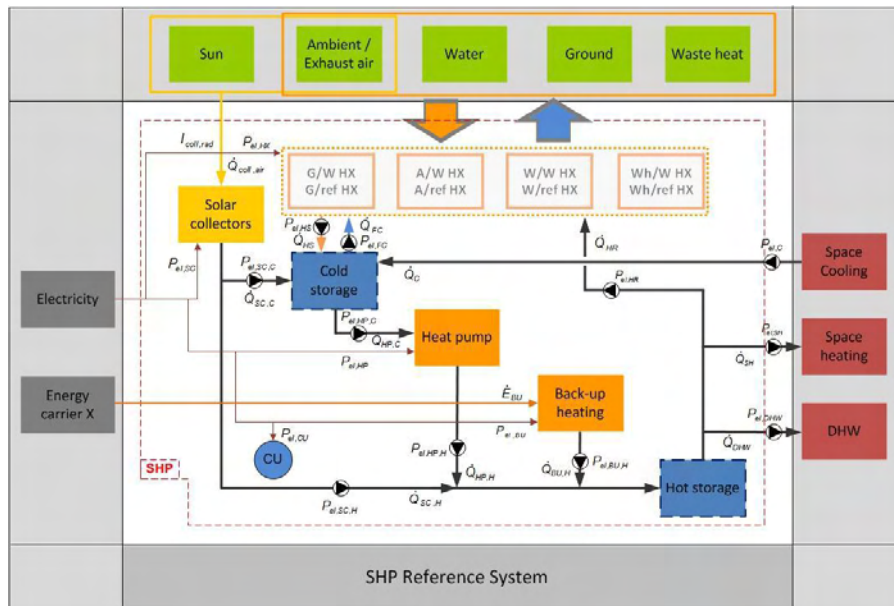 Sun
Ambient /
Exhaust air
Water
Ground
Waste heat
I coll,rad
P el,HX
Q̇ coll,air
G/W HX
G/ref HX
A/W HX
A/ref HX
W/W HX
W/ref HX
Wh/W HX
Wh/ref HX
Solar
collectors
P el,HS
Q̇ HS
Q̇ FC
P el,FC
Q̇ HR
P el,C
Space
Cooling
P el,SC
P el,SC,C
Q̇ SC,C
Cold
storage
Q̇ C
P el,HR
Electricity
P el,HP,C
Q̇ HP,C
Heat pump
P el,HP
P el,SH
Q̇ SH
Space
heating
Energy
carrier X
Ė BU
Back-up
heating
P el,BU
P el,CU
CU
P el,DHW
Q̇ DHW
DHW
P el,HP,H
Q̇ HP,H
Q̇ BU,H
P el,BU,H
SHP
P el,SC,H
Q̇ SC,H
Hot storage
SHP Reference System